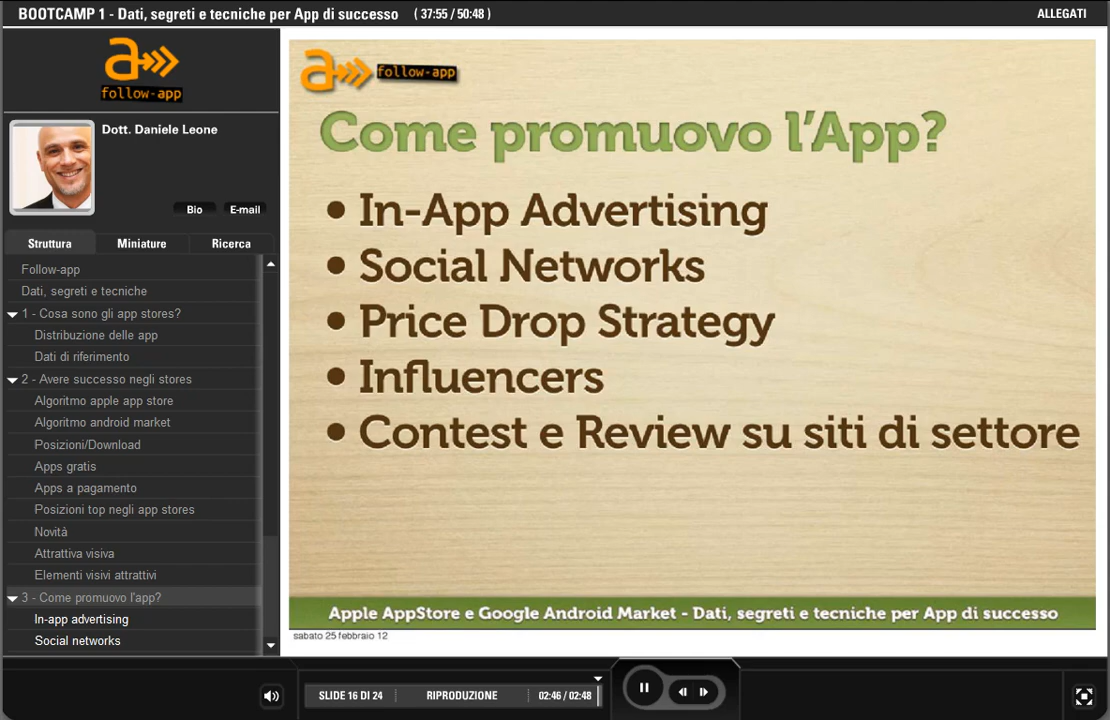 BOOTCAMP 1 - Dati, segreti e tecniche per App di successo ( 37:55 / 50:48 )
ALLEGATI
follow-app
Dott. Daniele Leone
Bio
E-mail
Struttura
Miniature
Ricerca
Follow-app
Dati, segreti e tecniche
1 - Cosa sono gli app stores?
Distribuzione delle app
Dati di riferimento
2 - Avere successo negli stores
Algoritmo apple app store
Algoritmo android market
Posizioni/Download
Apps gratis
Apps a pagamento
Posizioni top negli app stores
Novità
Attrattiva visiva
Elementi visivi attrattivi
3 - Come promuovo l'app?
In-app advertising
Social networks
follow-app
Come promuovo l'App?
• In-App Advertising
• Social Networks
• Price Drop Strategy
• Influencers
• Contest e Review su siti di settore
Apple AppStore e Google Android Market - Dati, segreti e tecniche per App di successo
sabato 25 febbraio 12
SLIDE 16 DI 24
RIPRODUZIONE
02:46 / 02:48